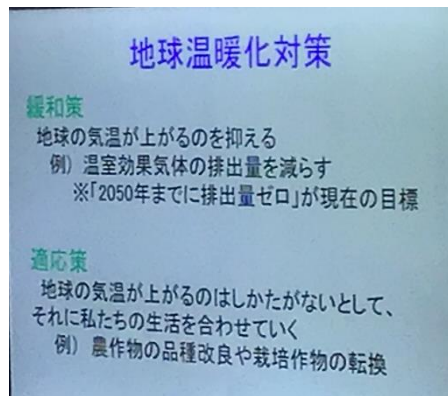 地球温暖化対策
緩和策
地球の気温が上がるのを抑える
例）温室効果気体の排出量を減らす
※「2050年までに排出量ゼロ」が現在の目標
適応策
地球の気温が上がるのはしかたがないとして、
それに私たちの生活を合わせていく
例）農作物の品種改良や栽培作物の転換